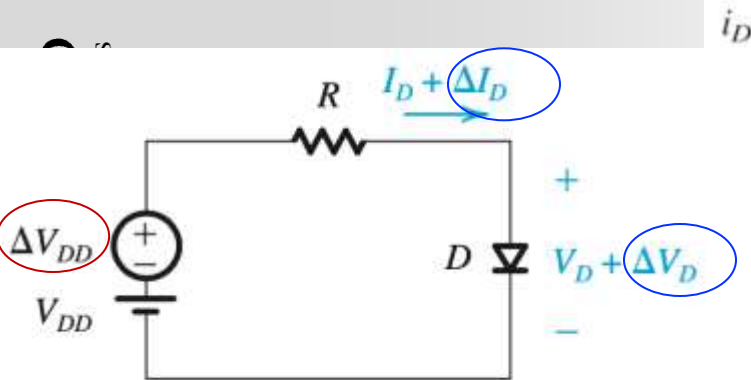 i_D
R
I_D + ΔI_D
+
ΔV_DD
+
−
D
V_D + ΔV_D
V_DD
−